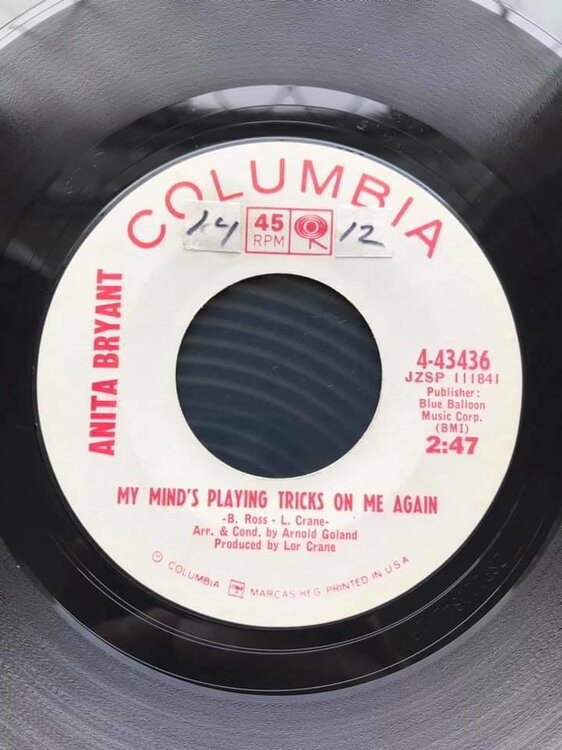 COLUMBIA
14
45
RPM
12
ANITA BRYANT
4-43436
JZSP 111841
Publisher:
Blue Balloon
Music Corp.
(BMI)
2:47
MY MIND'S PLAYING TRICKS ON ME AGAIN
-B. Ross - L. Crane-
Arr. & Cond. by Arnold Goland
Produced by Lor Crane
© COLUMBIA MARCAS REG. PRINTED IN U.S.A.